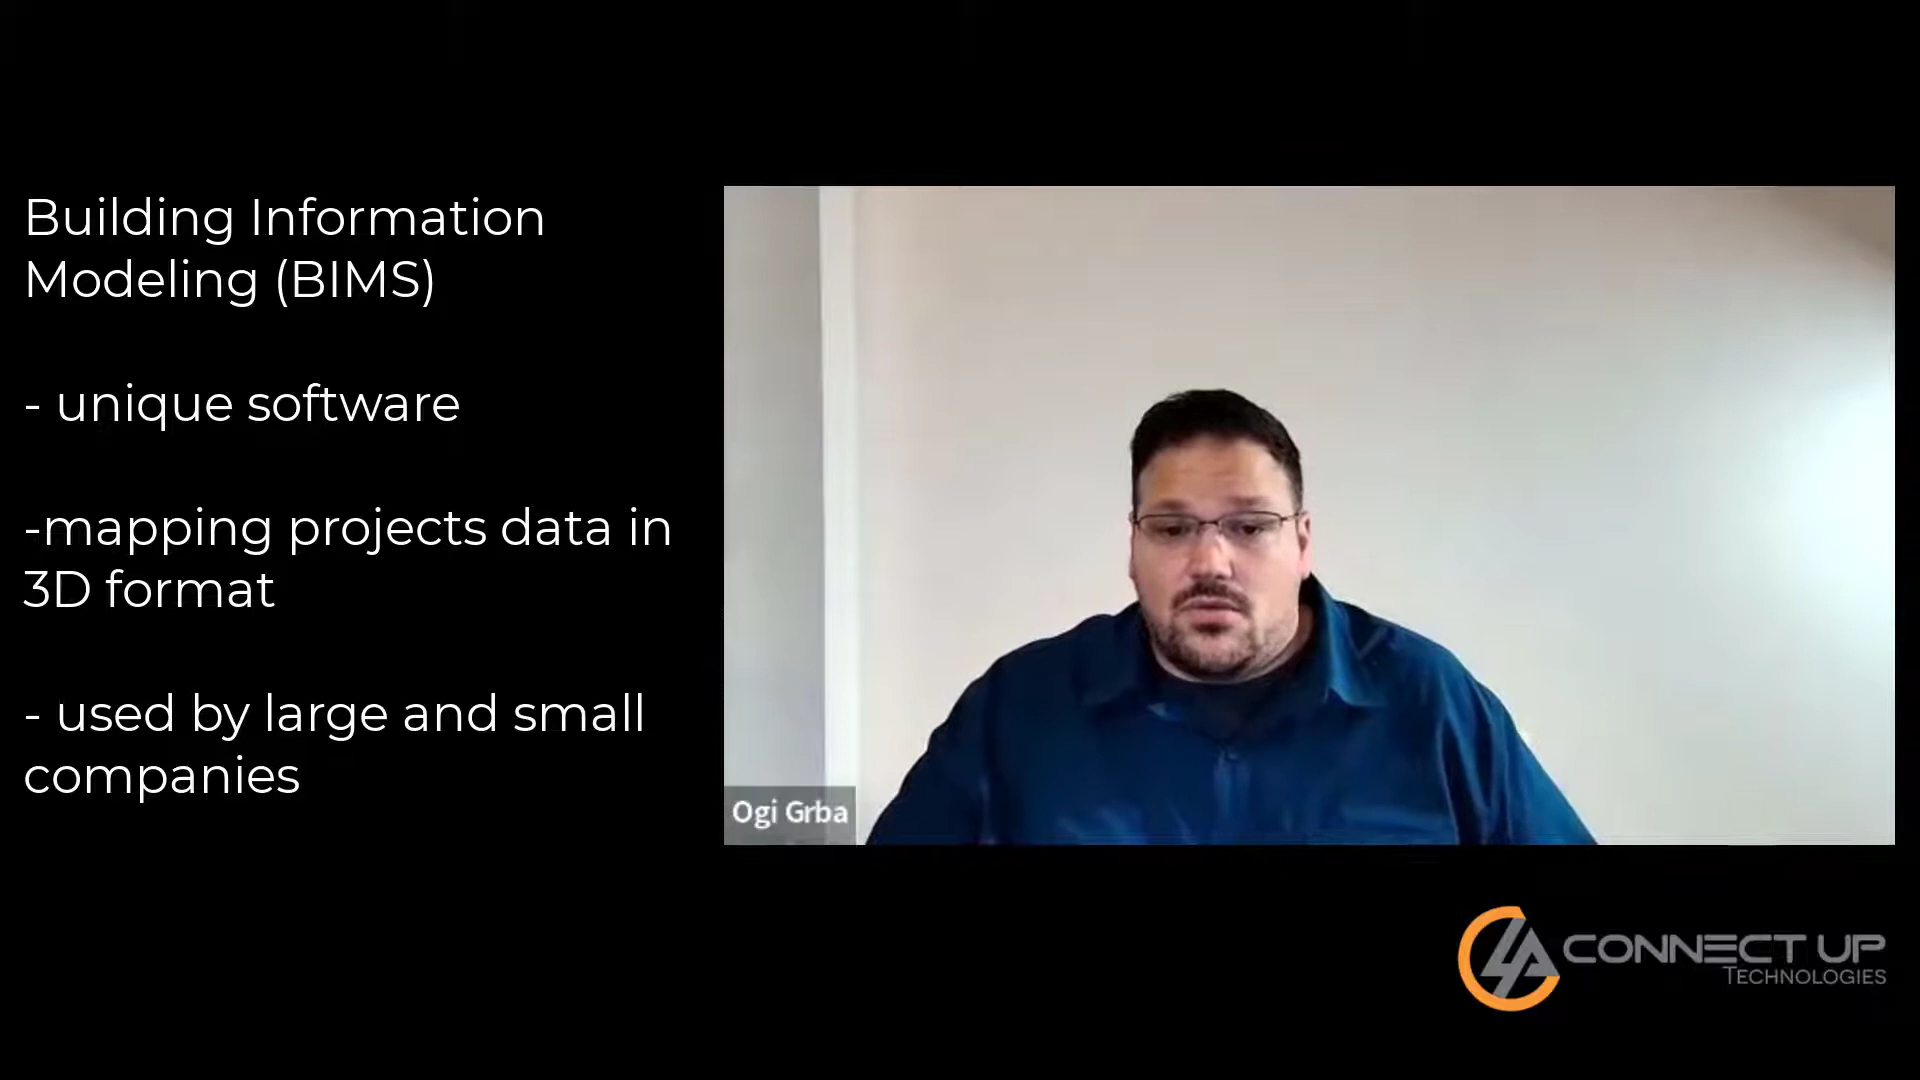 Building Information
Modeling (BIMS)
- unique software
-mapping projects data in
3D format
- used by large and small
companies
Ogi Grba
CONNECT UP
TECHNOLOGIES